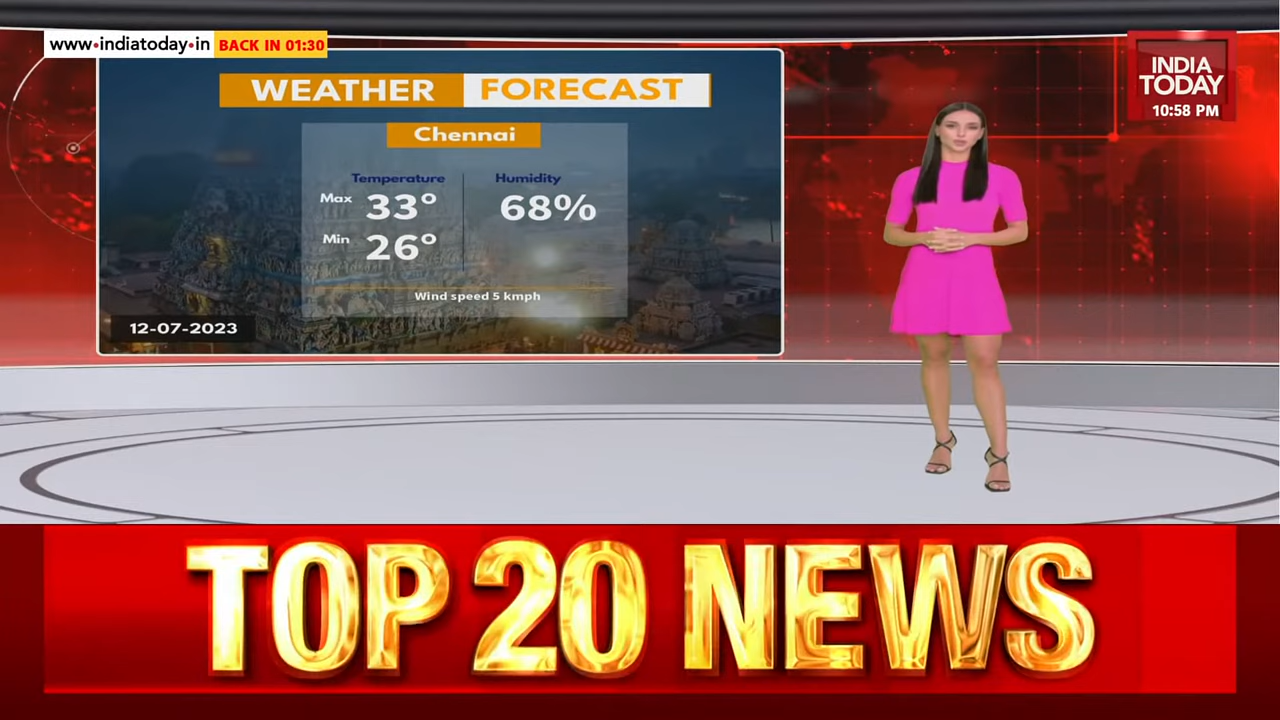 www•indiatoday•in BACK IN 01:30
INDIA
TODAY
10:58 PM
WEATHER FORECAST
Chennai
Temperature Humidity
Max 33° 68%
Min 26°
Wind speed 5 kmph
12-07-2023
TOP 20 NEWS